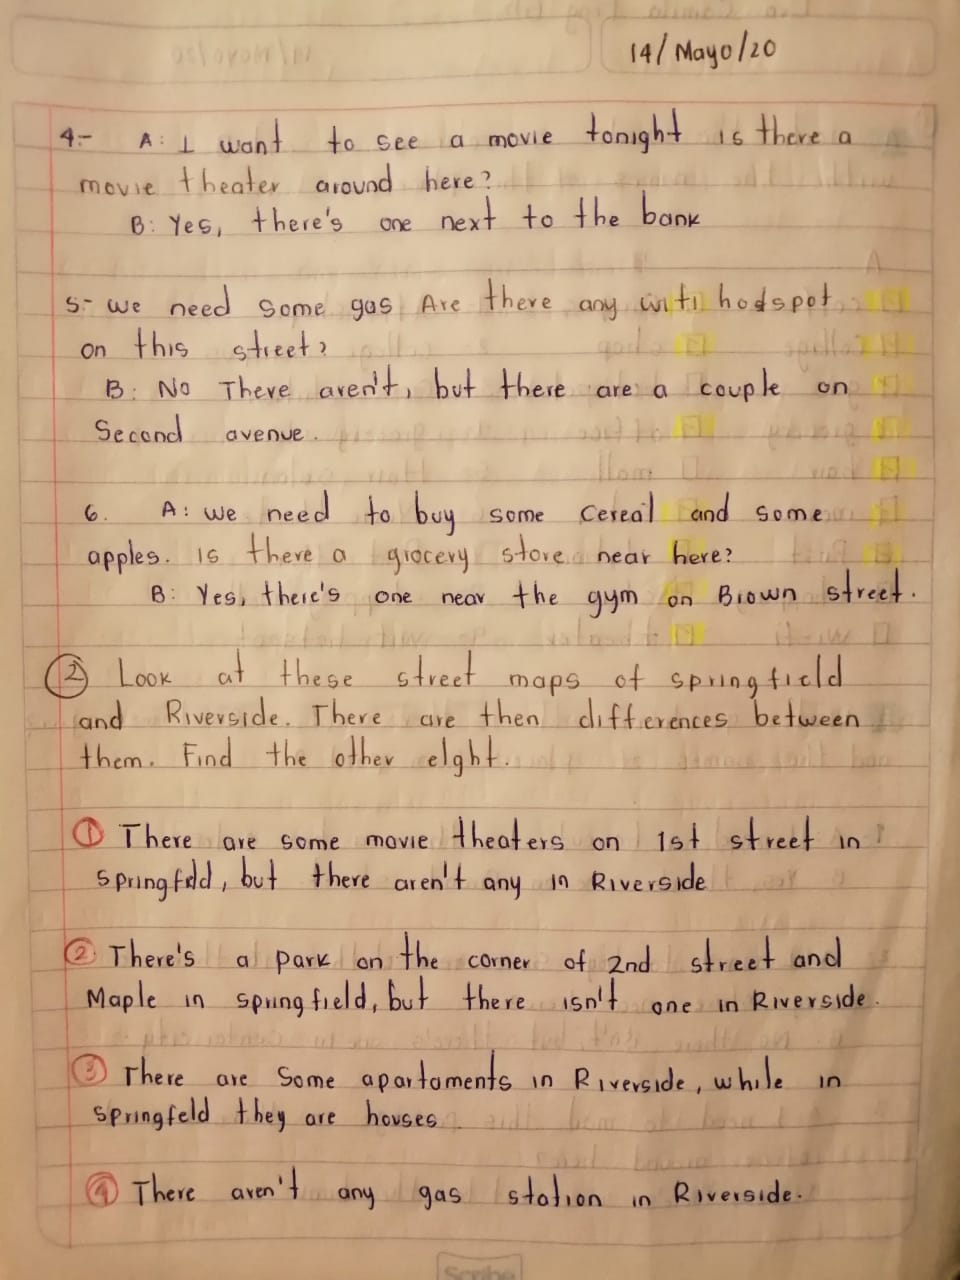 14/Mayo/20
4- A: I want to see a movie tonight is there a
movie theater around here?
B: Yes, there's one next to the bank
5- We need some gas Are there any witi hodspot
on this street?
B: No There aren't, but there are a couple on
Second avenue.
6. A: We need to buy some Cereal and some
apples. Is there a grocery store near here?
B: Yes, there's one near the gym on Brown street.
② Look at these street maps of springfield
and Riverside. There are then differences between
them. Find the other elght.
① There are some movie theaters on 1st street in
Springfeld, but there aren't any in Riverside
② There's a park on the corner of 2nd street and
Maple in springfield, but there isn't one in Riverside.
③ There are Some apartaments in Riverside, while in
Springfeld they are houses.
④ There aren't any gas station in Riverside.
Scribe